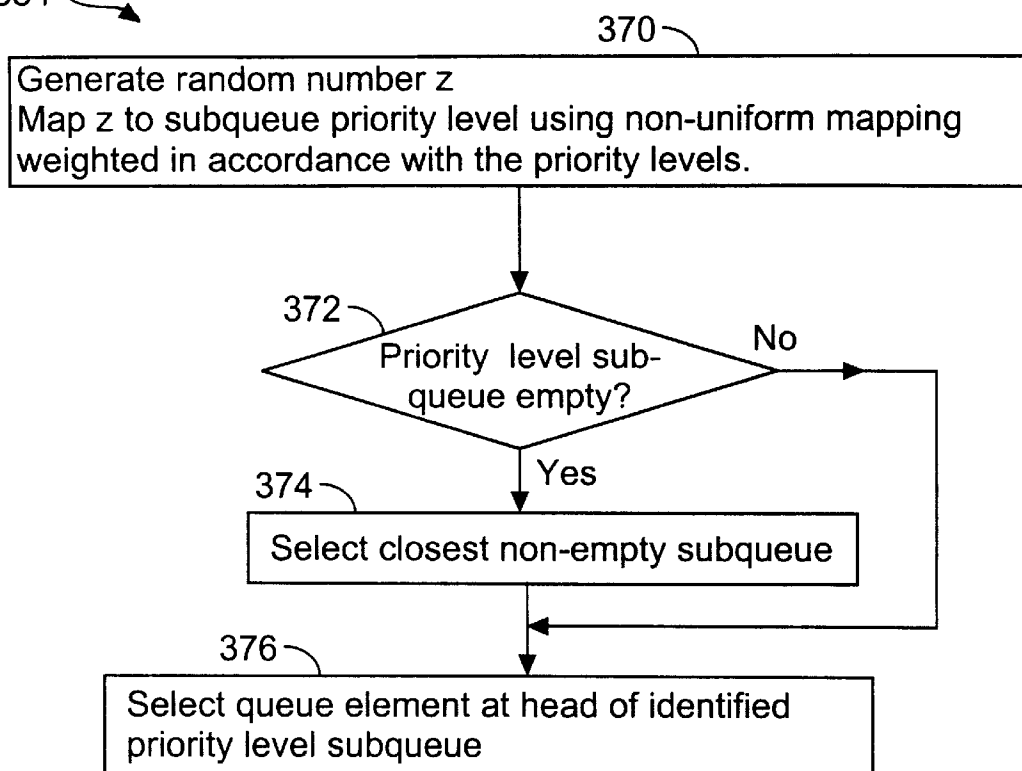 370
Generate random number z
Map z to subqueue priority level using non-uniform mapping
weighted in accordance with the priority levels.
372
Priority level sub-
queue empty?
No
Yes
374
Select closest non-empty subqueue
376
Select queue element at head of identified
priority level subqueue